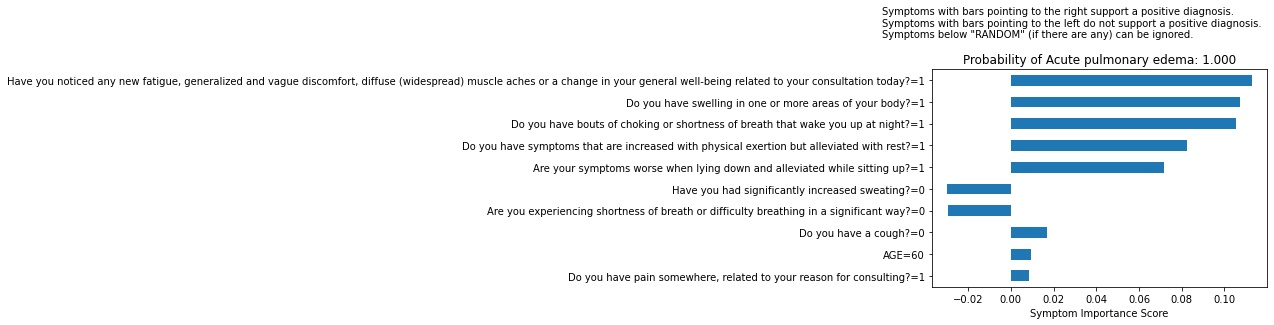 Symptoms with bars pointing to the right support a positive diagnosis.
Symptoms with bars pointing to the left do not support a positive diagnosis.
Symptoms below "RANDOM" (if there are any) can be ignored.
Probability of Acute pulmonary edema: 1.000
Have you noticed any new fatigue, generalized and vague discomfort, diffuse (widespread) muscle aches or a change in your general well-being related to your consultation today?=1
Do you have swelling in one or more areas of your body?=1
Do you have bouts of choking or shortness of breath that wake you up at night?=1
Do you have symptoms that are increased with physical exertion but alleviated with rest?=1
Are your symptoms worse when lying down and alleviated while sitting up?=1
Have you had significantly increased sweating?=0
Are you experiencing shortness of breath or difficulty breathing in a significant way?=0
Do you have a cough?=0
AGE=60
Do you have pain somewhere, related to your reason for consulting?=1
−0.02 0.00 0.02 0.04 0.06 0.08 0.10
Symptom Importance Score